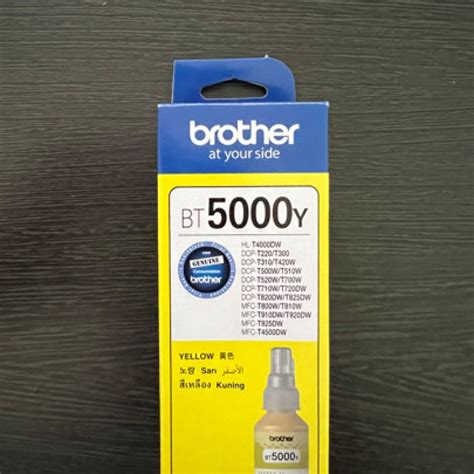 brother
at your side
BT5000Y
HL-T4000DW
DCP-T220/T300
DCP-T310/T420W
DCP-T500W/T510W
DCP-T520W/T700W
DCP-T710W/T720DW
DCP-T820DW/T825DW
MFC-T800W/T810W
MFC-T910DW/T920DW
MFC-T925DW
MFC-T4500DW
GENUINE
brother
YELLOW 黃色
노랑 Sarı الأصفر
สีเหลือง Kuning
brother
BT5000Y